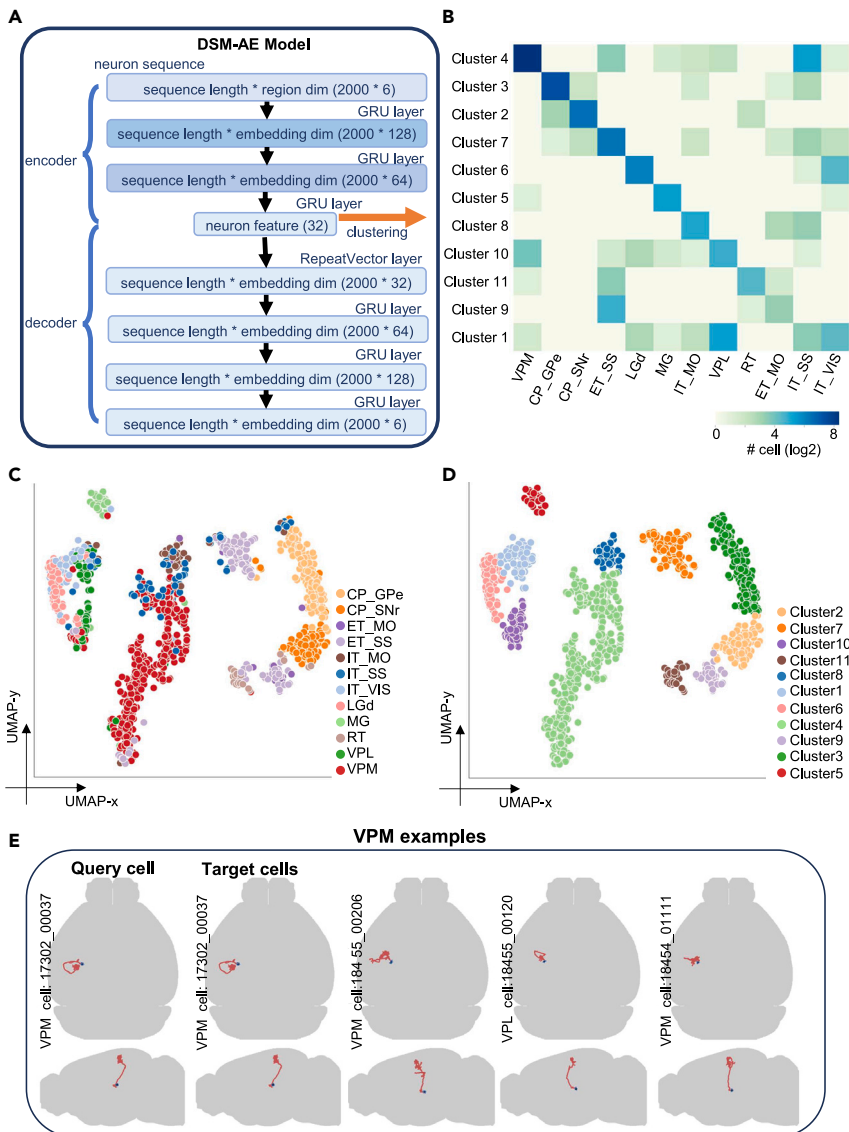 A
DSM-AE Model
neuron sequence
sequence length * region dim (2000 * 6)
GRU layer
sequence length * embedding dim (2000 * 128)
GRU layer
sequence length * embedding dim (2000 * 64)
encoder
GRU layer
neuron feature (32)
clustering
RepeatVector layer
sequence length * embedding dim (2000 * 32)
GRU layer
decoder
sequence length * embedding dim (2000 * 64)
GRU layer
sequence length * embedding dim (2000 * 128)
GRU layer
sequence length * embedding dim (2000 * 6)
B
Cluster 4
Cluster 3
Cluster 2
Cluster 7
Cluster 6
Cluster 5
Cluster 8
Cluster 10
Cluster 11
Cluster 9
Cluster 1
VPM
CP_GPe
CP_SNr
ET_SS
LGd
MG
IT_MO
VPL
RT
ET_MO
IT_SS
IT_VIS
0 4 8
# cell (log2)
C
CP_GPe
CP_SNr
ET_MO
ET_SS
IT_MO
IT_SS
IT_VIS
LGd
MG
RT
VPL
VPM
UMAP-y
UMAP-x
D
Cluster2
Cluster7
Cluster10
Cluster11
Cluster8
Cluster1
Cluster6
Cluster4
Cluster9
Cluster3
Cluster5
UMAP-y
UMAP-x
E
VPM examples
Query cell
Target cells
VPM cell: 17302_00037
VPM cell: 17302_00037
VPM cell:184 55_00206
VPL cell:18455_00120
VPM cell:18454_01111